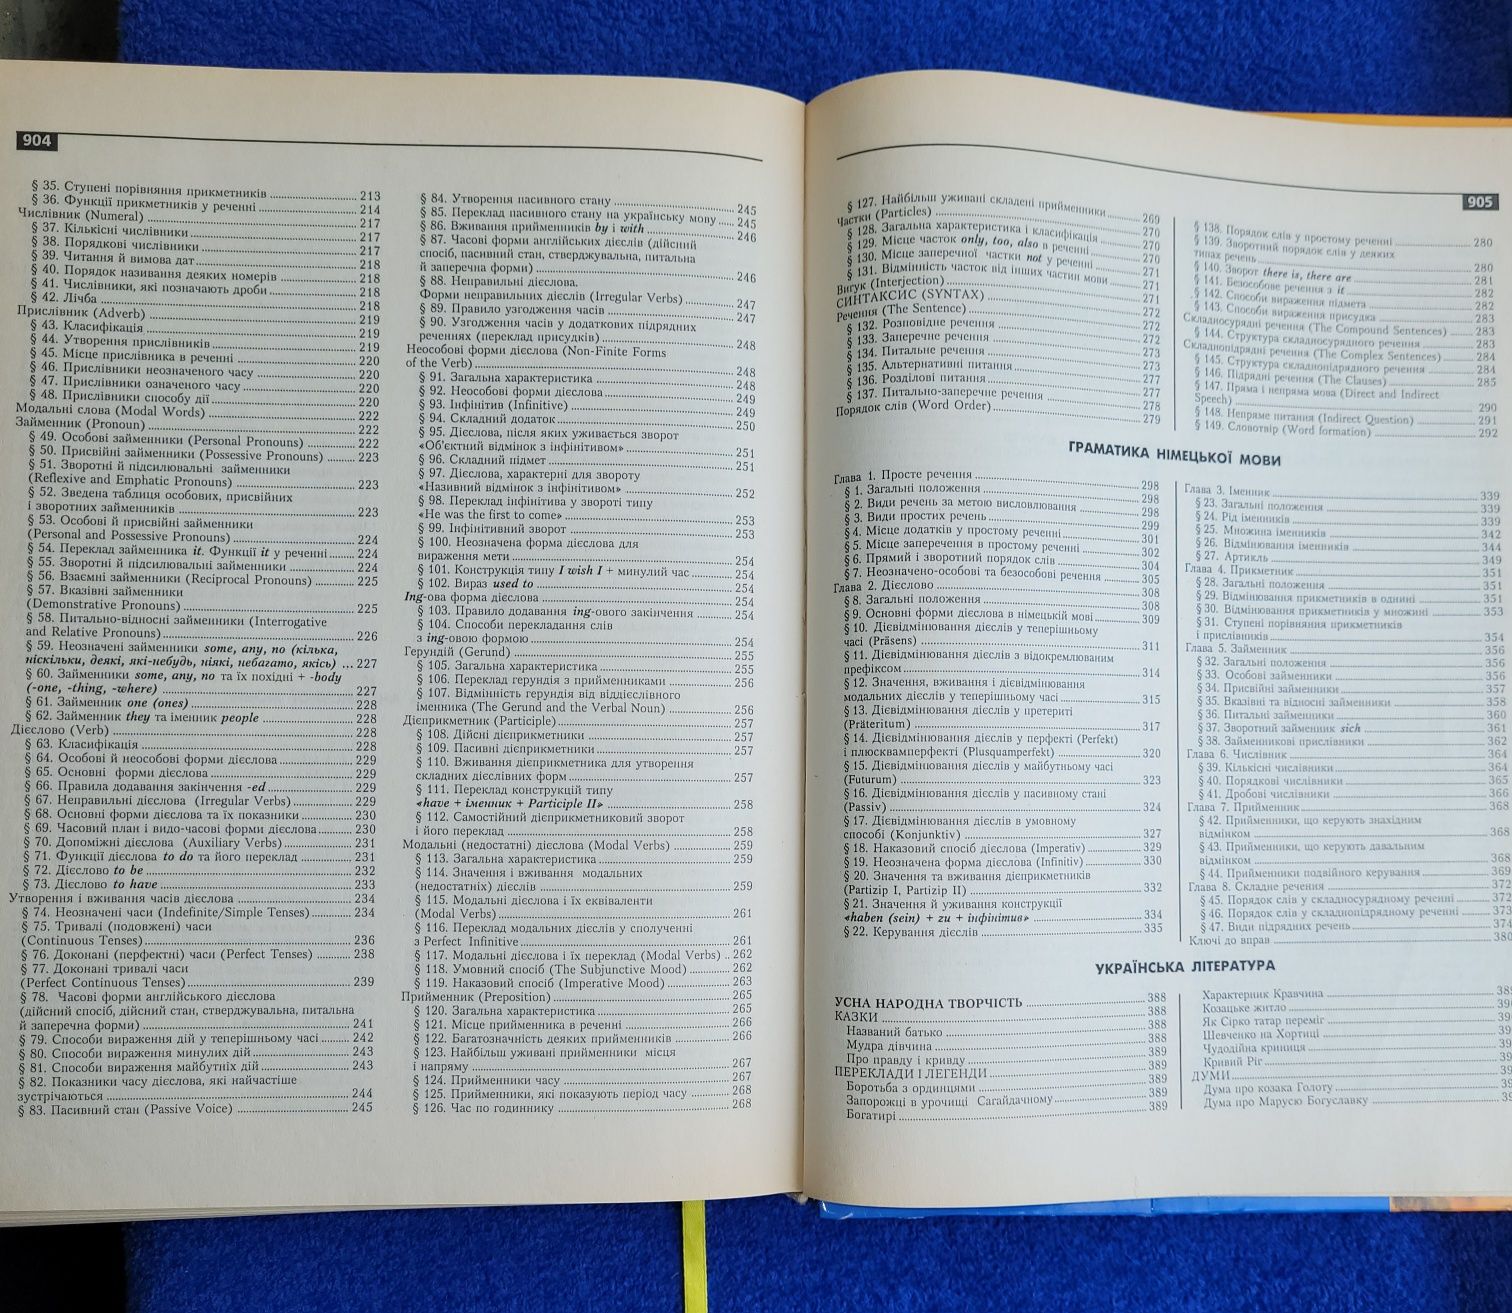 904
§ 35. Ступені порівняння прикметників 213
§ 36. Функції прикметників у реченні 214
Числівник (Numeral) 217
§ 37. Кількісні числівники 217
§ 38. Порядкові числівники 217
§ 39. Читання й вимова дат 218
§ 40. Порядок називання деяких номерів 218
§ 41. Числівники, які позначають дроби 218
§ 42. Лічба 218
Прислівник (Adverb) 219
§ 43. Класифікація 219
§ 44. Утворення прислівників 219
§ 45. Місце прислівника в реченні 220
§ 46. Прислівники неозначеного часу 220
§ 47. Прислівники означеного часу 220
§ 48. Прислівники способу дії 220
Модальні слова (Modal Words) 222
Займенник (Pronoun) 222
§ 49. Особові займенники (Personal Pronouns) 222
§ 50. Присвійні займенники (Possessive Pronouns) 223
§ 51. Зворотні й підсилювальні займенники
(Reflexive and Emphatic Pronouns) 223
§ 52. Зведена таблиця особових, присвійних
і зворотних займенників 223
§ 53. Особові й присвійні займенники
(Personal and Possessive Pronouns) 224
§ 54. Переклад займенника it. Функції it у реченні 224
§ 55. Зворотні й підсилювальні займенники 224
§ 56. Взаємні займенники (Reciprocal Pronouns) 225
§ 57. Вказівні займенники
(Demonstrative Pronouns) 225
§ 58. Питально-відносні займенники (Interrogative
and Relative Pronouns) 226
§ 59. Неозначені займенники some, any, no (кілька,
ніскільки, деякі, які-небудь, ніякі, небагато, якісь) ... 227
§ 60. Займенники some, any, no та їх похідні + -body
(-one, -thing, -where) 227
§ 61. Займенник one (ones) 228
§ 62. Займенник they та іменник people 228
Дієслово (Verb) 228
§ 63. Класифікація 228
§ 64. Особові й неособові форми дієслова 229
§ 65. Основні форми дієслова 229
§ 66. Правила додавання закінчення -ed 229
§ 67. Неправильні дієслова (Irregular Verbs) 229
§ 68. Основні форми дієслова та їх показники 230
§ 69. Часовий план і видо-часові форми дієслова 230
§ 70. Допоміжні дієслова (Auxiliary Verbs) 231
§ 71. Функції дієслова to do та його переклад 231
§ 72. Дієслово to be 232
§ 73. Дієслово to have 233
Утворення і вживання часів дієслова 234
§ 74. Неозначені часи (Indefinite/Simple Tenses) 234
§ 75. Тривалі (подовжені) часи
(Continuous Tenses) 236
§ 76. Доконані (перфектні) часи (Perfect Tenses) 238
§ 77. Доконані тривалі часи
(Perfect Continuous Tenses) 239
§ 78. Часові форми англійського дієслова
(дійсний спосіб, дійсний стан, стверджувальна, питальна
й заперечна форми) 241
§ 79. Способи вираження дій у теперішньому часі 242
§ 80. Способи вираження минулих дій 243
§ 81. Способи вираження майбутніх дій 243
§ 82. Показники часу дієслова, які найчастіше
зустрічаються 244
§ 83. Пасивний стан (Passive Voice) 245
§ 84. Утворення пасивного стану 245
§ 85. Переклад пасивного стану на українську мову 245
§ 86. Вживання прийменників by і with 246
§ 87. Часові форми англійських дієслів (дійсний
спосіб, пасивний стан, стверджувальна, питальна
й заперечна форми) 246
§ 88. Неправильні дієслова.
Форми неправильних дієслів (Irregular Verbs) 247
§ 89. Правило узгодження часів 247
§ 90. Узгодження часів у додаткових підрядних
реченнях (переклад присудків) 248
Неособові форми дієслова (Non-Finite Forms
of the Verb) 248
§ 91. Загальна характеристика 248
§ 92. Неособові форми дієслова 249
§ 93. Інфінітив (Infinitive) 249
§ 94. Складний додаток 250
§ 95. Дієслова, після яких уживається зворот
«Об'єктний відмінок з інфінітивом» 251
§ 96. Складний підмет 251
§ 97. Дієслова, характерні для звороту
«Називний відмінок з інфінітивом» 252
§ 98. Переклад інфінітива у звороті типу
«He was the first to come» 253
§ 99. Інфінітивний зворот 253
§ 100. Неозначена форма дієслова для
вираження мети 254
§ 101. Конструкція типу I wish I + минулий час 254
§ 102. Вираз used to 254
Ing-ова форма дієслова 254
§ 103. Правило додавання ing-ового закінчення 254
§ 104. Способи перекладання слів
з ing-овою формою 254
Герундій (Gerund) 255
§ 105. Загальна характеристика 255
§ 106. Переклад герундія з прийменниками 256
§ 107. Відмінність герундія від віддієслівного
іменника (The Gerund and the Verbal Noun) 256
Дієприкметник (Participle) 257
§ 108. Дійсні дієприкметники 257
§ 109. Пасивні дієприкметники 257
§ 110. Вживання дієприкметника для утворення
складних дієслівних форм 257
§ 111. Переклад конструкцій типу
«have + іменник + Participle II» 258
§ 112. Самостійний дієприкметниковий зворот
і його переклад 258
Модальні (недостатні) дієслова (Modal Verbs) 259
§ 113. Загальна характеристика 259
§ 114. Значення і вживання модальних
(недостатніх) дієслів 259
§ 115. Модальні дієслова і їх еквіваленти
(Modal Verbs) 261
§ 116. Переклад модальних дієслів у сполученні
з Perfect Infinitive 261
§ 117. Модальні дієслова і їх переклад (Modal Verbs) .. 262
§ 118. Умовний спосіб (The Subjunctive Mood) 262
§ 119. Наказовий спосіб (Imperative Mood) 263
Прийменник (Preposition) 265
§ 120. Загальна характеристика 265
§ 121. Місце прийменника в реченні 266
§ 122. Багатозначність деяких прийменників 266
§ 123. Найбільш уживані прийменники місця
і напряму 267
§ 124. Прийменники часу 267
§ 125. Прийменники, які показують період часу 268
§ 126. Час по годиннику 268
905
§ 127. Найбільш уживані складені прийменники 269
Частки (Particles) 270
§ 128. Загальна характеристика і класифікація 270
§ 129. Місце часток only, too, also в реченні 270
§ 130. Місце заперечної частки not у реченні 271
§ 131. Відмінність часток від інших частин мови 271
Вигук (Interjection) 271
СИНТАКСИС (SYNTAX) 272
Речення (The Sentence) 272
§ 132. Розповідне речення 272
§ 133. Заперечне речення 272
§ 134. Питальне речення 273
§ 135. Альтернативні питання 273
§ 136. Розділові питання 277
§ 137. Питально-заперечне речення 277
Порядок слів (Word Order) 279
§ 138. Порядок слів у простому реченні 280
§ 139. Зворотний порядок слів у деяких
типах речень 280
§ 140. Зворот there is, there are 281
§ 141. Безособове речення з it 282
§ 142. Способи вираження підмета 282
§ 143. Способи вираження присудка 283
Складносурядні речення (The Compound Sentences) 283
§ 144. Структура складносурядного речення 283
Складнопідрядні речення (The Complex Sentences) 284
§ 145. Структура складнопідрядного речення 284
§ 146. Підрядні речення (The Clauses) 285
§ 147. Пряма і непряма мова (Direct and Indirect
Speech) 290
§ 148. Непряме питання (Indirect Question) 291
§ 149. Словотвір (Word formation) 292
ГРАМАТИКА НІМЕЦЬКОЇ МОВИ
Глава 1. Просте речення 298
§ 1. Загальні положення 298
§ 2. Види речень за метою висловлювання 298
§ 3. Види простих речень 299
§ 4. Місце додатків у простому реченні 301
§ 5. Місце заперечення в простому реченні 302
§ 6. Прямий і зворотний порядок слів 304
§ 7. Неозначено-особові та безособові речення 305
Глава 2. Дієслово 308
§ 8. Загальні положення 308
§ 9. Основні форми дієслова в німецькій мові 309
§ 10. Дієвідмінювання дієслів у теперішньому
часі (Präsens) 311
§ 11. Дієвідмінювання дієслів з відокремлюваним
префіксом 314
§ 12. Значення, вживання і дієвідмінювання
модальних дієслів у теперішньому часі 315
§ 13. Дієвідмінювання дієслів у претериті
(Präteritum) 317
§ 14. Дієвідмінювання дієслів у перфекті (Perfekt)
і плюсквамперфекті (Plusquamperfekt) 320
§ 15. Дієвідмінювання дієслів у майбутньому часі
(Futurum) 323
§ 16. Дієвідмінювання дієслів у пасивному стані
(Passiv) 324
§ 17. Дієвідмінювання дієслів в умовному
способі (Konjunktiv) 327
§ 18. Наказовий спосіб дієслова (Imperativ) 329
§ 19. Неозначена форма дієслова (Infinitiv) 330
§ 20. Значення та вживання дієприкметників
(Partizip I, Partizip II) 332
§ 21. Значення й уживання конструкції
«haben (sein) + zu + інфінітив» 334
§ 22. Керування дієслів 335
Глава 3. Іменник 339
§ 23. Загальні положення 339
§ 24. Рід іменників 339
§ 25. Множина іменників 342
§ 26. Відмінювання іменників 344
§ 27. Артикль 349
Глава 4. Прикметник 351
§ 28. Загальні положення 351
§ 29. Відмінювання прикметників в однині 351
§ 30. Відмінювання прикметників у множині 353
§ 31. Ступені порівняння прикметників
і прислівників 354
Глава 5. Займенник 356
§ 32. Загальні положення 356
§ 33. Особові займенники 356
§ 34. Присвійні займенники 357
§ 35. Вказівні та відносні займенники 358
§ 36. Питальні займенники 360
§ 37. Зворотний займенник sich 361
§ 38. Займенникові прислівники 362
Глава 6. Числівник 364
§ 39. Кількісні числівники 364
§ 40. Порядкові числівники 365
§ 41. Дробові числівники 366
Глава 7. Прийменник 368
§ 42. Прийменники, що керують знахідним
відмінком 368
§ 43. Прийменники, що керують давальним
відмінком 368
§ 44. Прийменники подвійного керування 369
Глава 8. Складне речення 372
§ 45. Порядок слів у складносурядному реченні 372
§ 46. Порядок слів у складнопідрядному реченні 373
§ 47. Види підрядних речень 374
Ключі до вправ 380
УКРАЇНСЬКА ЛІТЕРАТУРА
УСНА НАРОДНА ТВОРЧІСТЬ 388
КАЗКИ 388
Названий батько 388
Мудра дівчина 388
Про правду і кривду 389
ПЕРЕКЛАДИ І ЛЕГЕНДИ 389
Боротьба з ординцями 389
Запорожці в урочищі Сагайдачному 389
Богатирі 389
Характерник Кравчина
Козацьке житло
Як Сірко татар переміг
Шевченко на Хортиці
Чудодійна криниця
Кривий Ріг
ДУМИ
Дума про козака Голоту
Дума про Марусю Богуславку